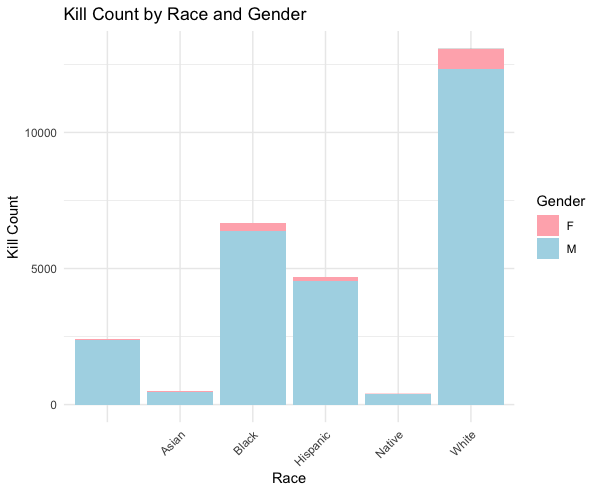 Kill Count by Race and Gender
Kill Count
10000
5000
0
Asian
Black
Hispanic
Native
White
Race
Gender
F
M